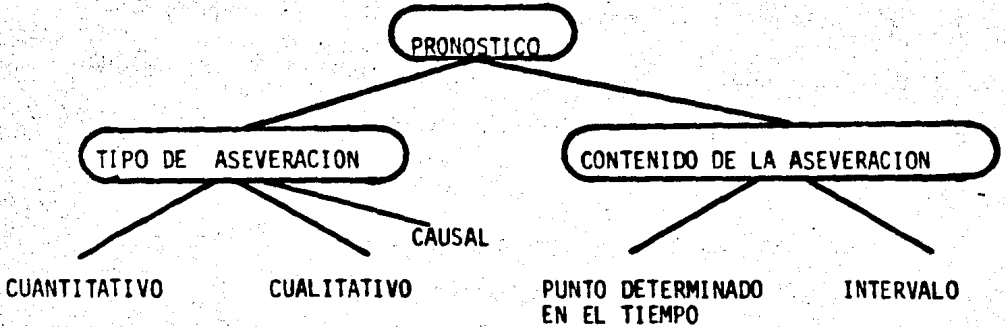 PRONOSTICO
TIPO DE ASEVERACION
CONTENIDO DE LA ASEVERACION
CAUSAL
CUANTITATIVO
CUALITATIVO
PUNTO DETERMINADO
EN EL TIEMPO
INTERVALO